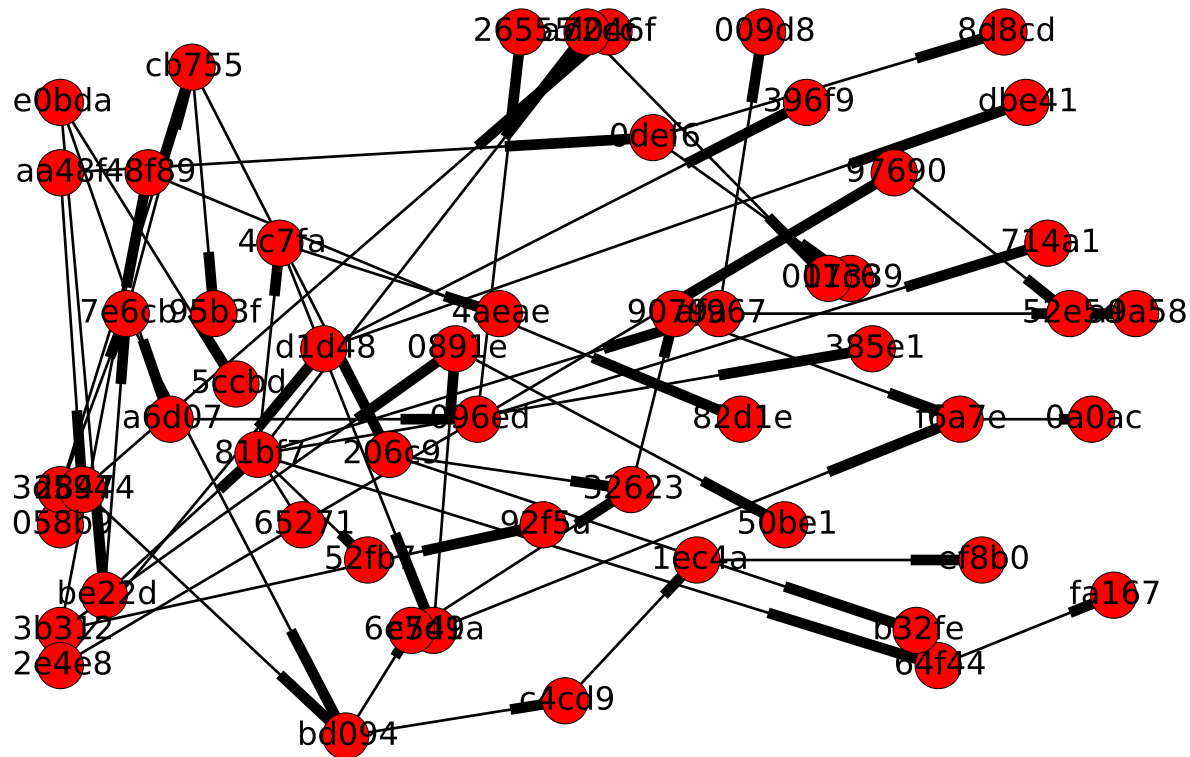 009d8
8d8cd
cb755
e0bda
396f9
dbe41
0def6
aa48f
48f89
97690
4c7fa
714a1
7e6cb
95b3f
4aeae
52e5e
d1d48
0891e
385e1
5ccbd
a6d07
096ed
82d1e
f6a7e
0a0ac
81bf7
206c9
32623
058b9
65271
92f5a
50be1
52fb7
1ec4a
ef8b0
be22d
fa167
3b312
b32fe
2e4e8
64f44
c4cd9
bd094